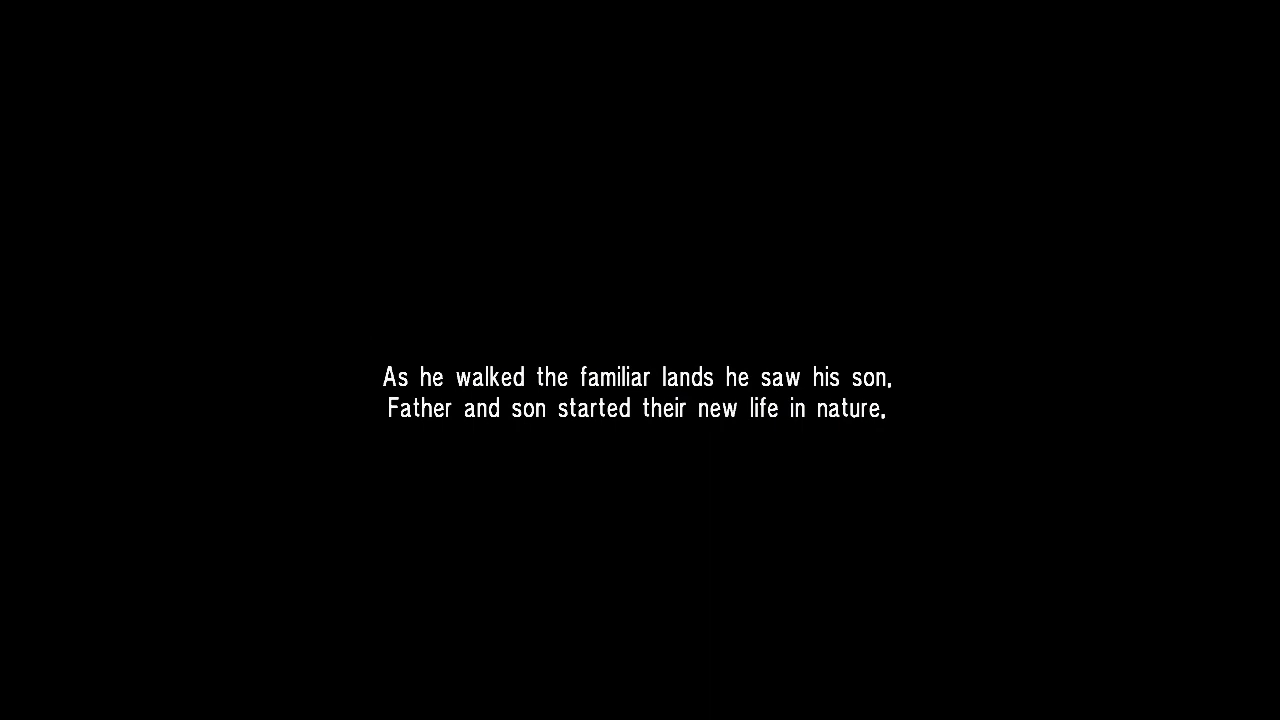 As he walked the familiar lands he saw his son.
Father and son started their new life in nature.